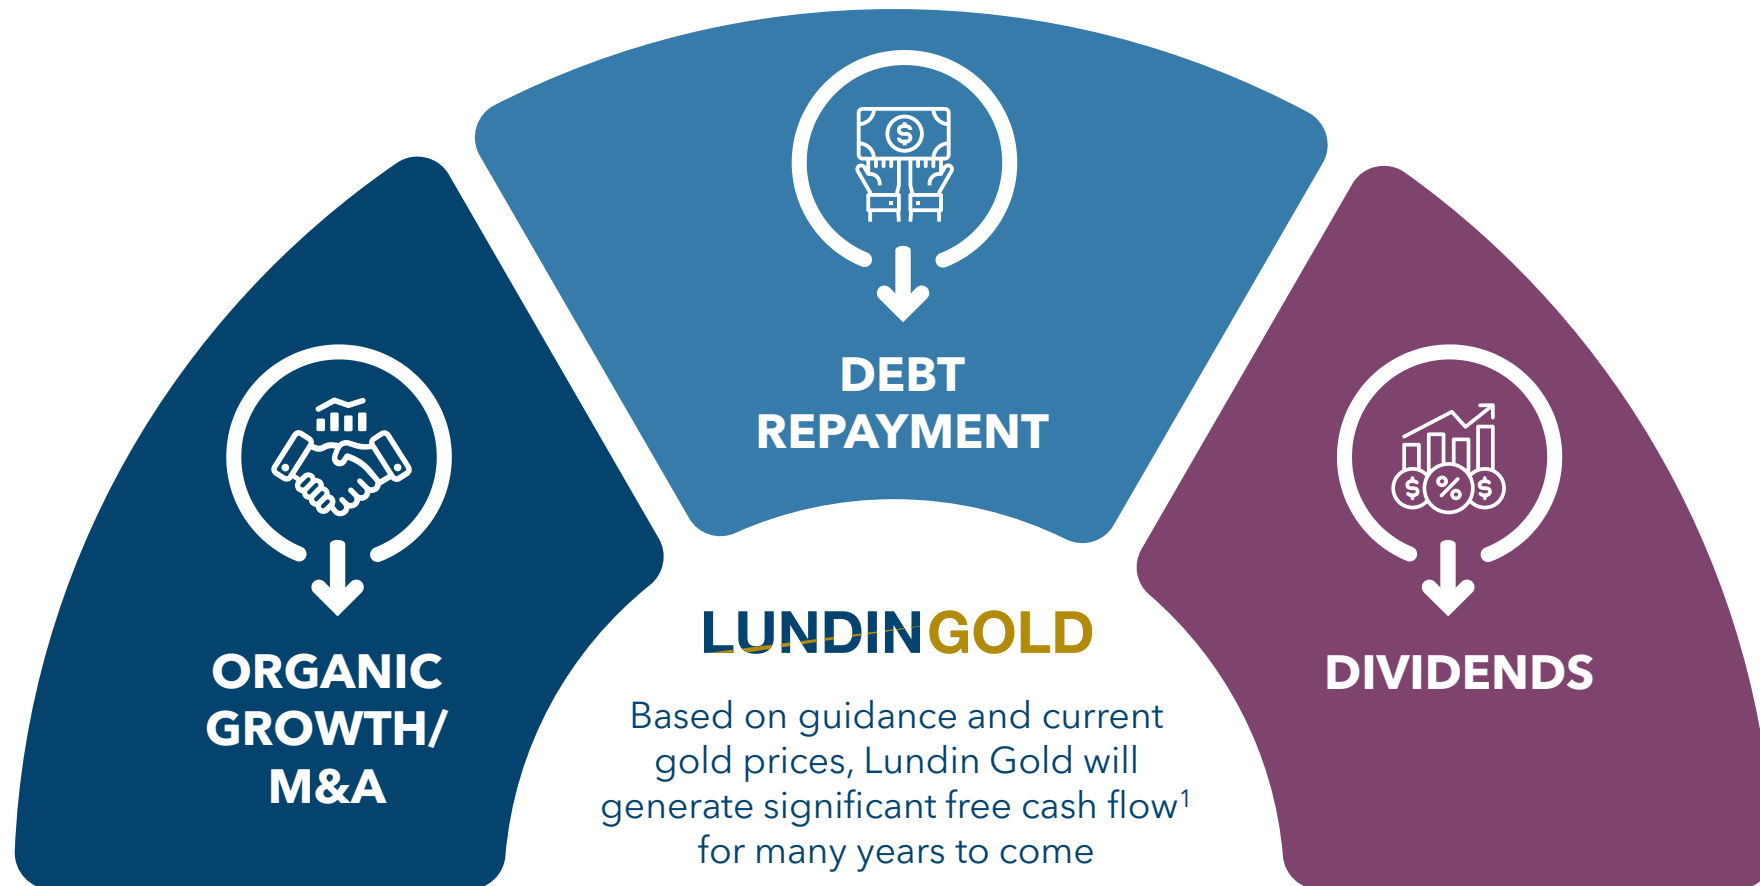 DEBT
REPAYMENT
ORGANIC
GROWTH/
M&A
DIVIDENDS
LUNDINGOLD
Based on guidance and current
gold prices, Lundin Gold will
generate significant free cash flow¹
for many years to come